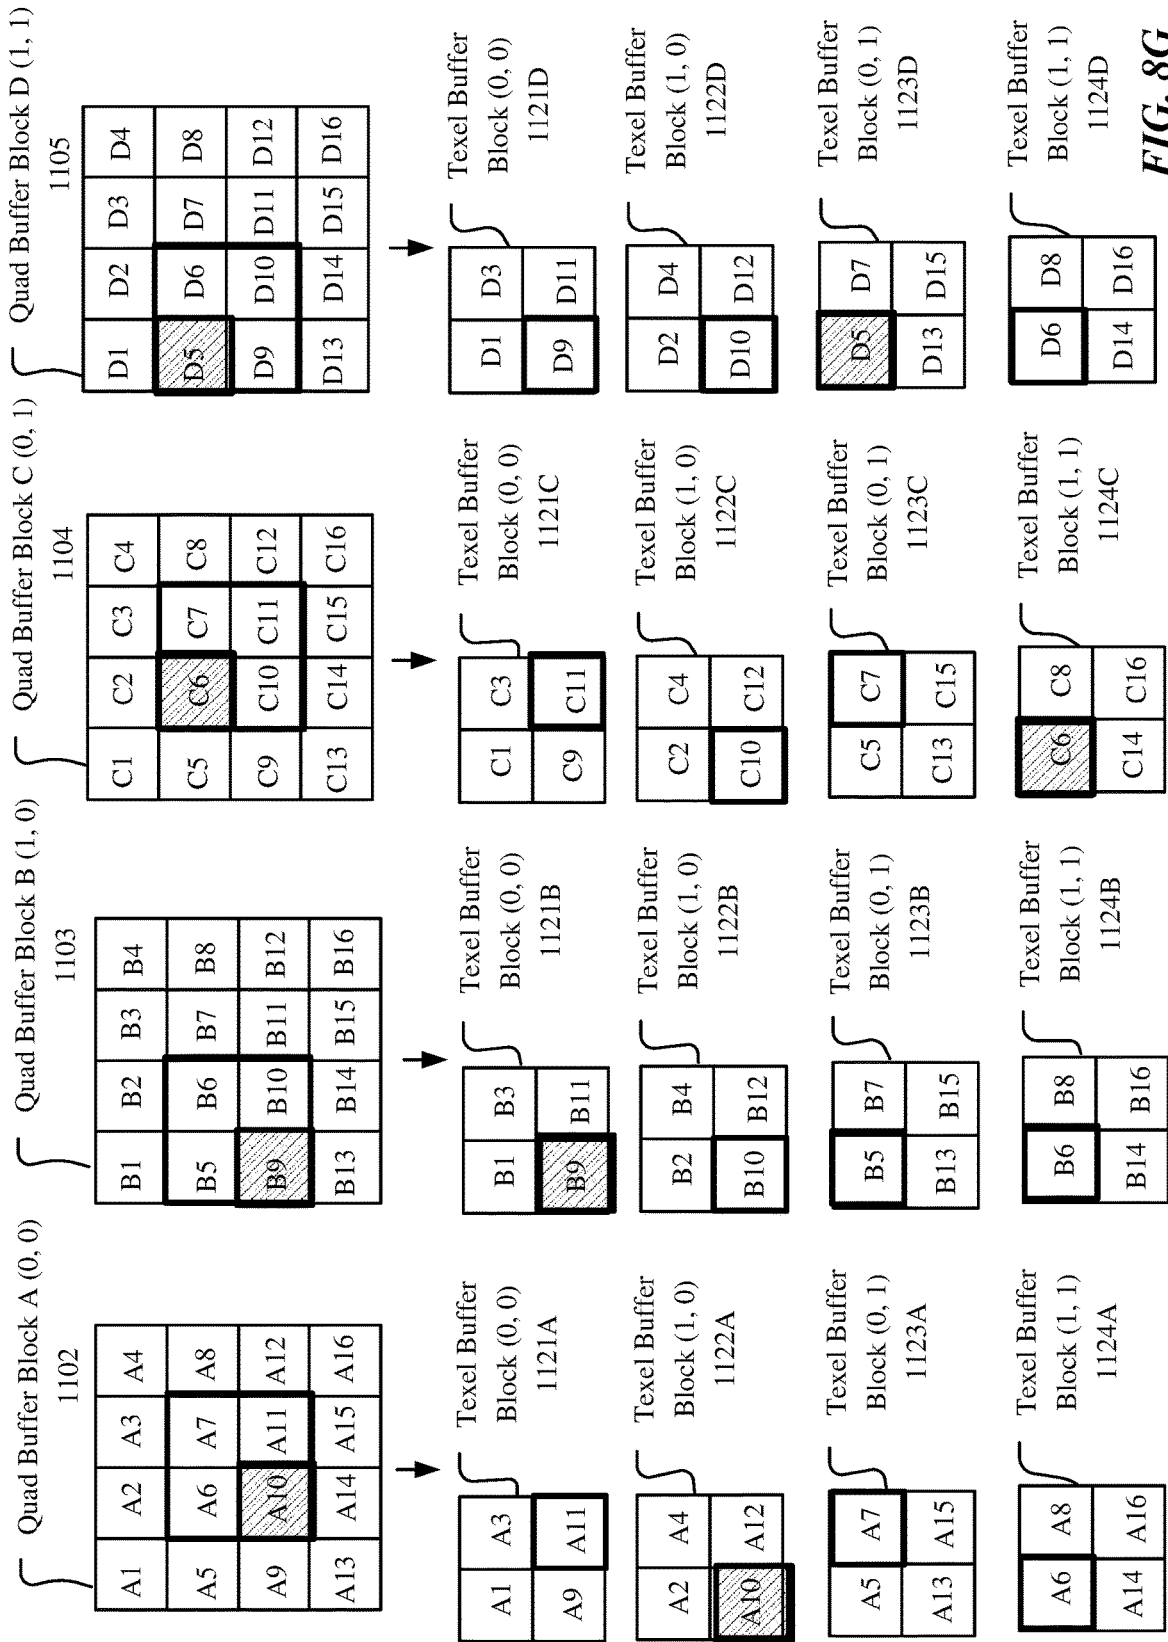 Quad Buffer Block A (0, 0)
1102
A1 A2 A3 A4
A5 A6 A7 A8
A9 A10 A11 A12
A13 A14 A15 A16
Texel Buffer
Block (0, 0)
1121A
A1 A3
A9 A11
Texel Buffer
Block (1, 0)
1122A
A2 A4
A10 A12
Texel Buffer
Block (0, 1)
1123A
A5 A7
A13 A15
Texel Buffer
Block (1, 1)
1124A
A6 A8
A14 A16
Quad Buffer Block B (1, 0)
1103
B1 B2 B3 B4
B5 B6 B7 B8
B9 B10 B11 B12
B13 B14 B15 B16
Texel Buffer
Block (0, 0)
1121B
B1 B3
B9 B11
Texel Buffer
Block (1, 0)
1122B
B2 B4
B10 B12
Texel Buffer
Block (0, 1)
1123B
B5 B7
B13 B15
Texel Buffer
Block (1, 1)
1124B
B6 B8
B14 B16
Quad Buffer Block C (0, 1)
1104
C1 C2 C3 C4
C5 C6 C7 C8
C9 C10 C11 C12
C13 C14 C15 C16
Texel Buffer
Block (0, 0)
1121C
C1 C3
C9 C11
Texel Buffer
Block (1, 0)
1122C
C2 C4
C10 C12
Texel Buffer
Block (0, 1)
1123C
C5 C7
C13 C15
Texel Buffer
Block (1, 1)
1124C
C6 C8
C14 C16
Quad Buffer Block D (1, 1)
1105
D1 D2 D3 D4
D5 D6 D7 D8
D9 D10 D11 D12
D13 D14 D15 D16
Texel Buffer
Block (0, 0)
1121D
D1 D3
D9 D11
Texel Buffer
Block (1, 0)
1122D
D2 D4
D10 D12
Texel Buffer
Block (0, 1)
1123D
D5 D7
D13 D15
Texel Buffer
Block (1, 1)
1124D
D6 D8
D14 D16
FIG. 8G